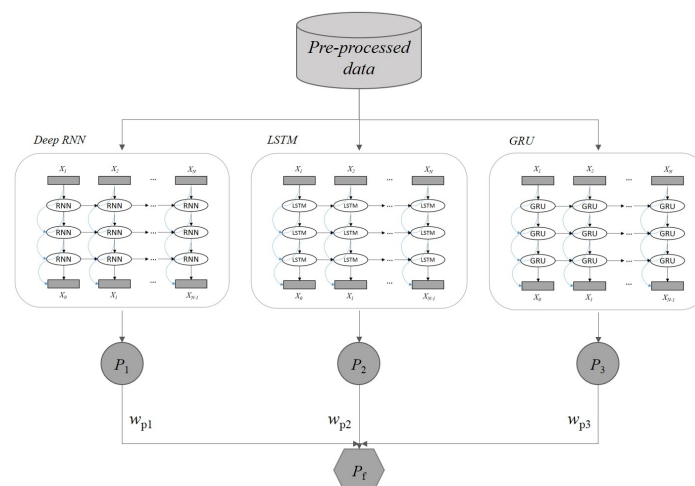 Pre-processed
data
Deep RNN
LSTM
GRU
X1 X2 ... XN
X1 X2 ... XN
X1 X2 ... XN
RNN RNN ... RNN
LSTM LSTM ... LSTM
GRU GRU ... GRU
RNN RNN ... RNN
LSTM LSTM ... LSTM
GRU GRU ... GRU
RNN RNN ... RNN
LSTM LSTM ... LSTM
GRU GRU ... GRU
X0 X1 ... XN-1
X0 X1 ... XN-1
X0 X1 ... XN-1
P1
P2
P3
wp1
wp2
wp3
Pf